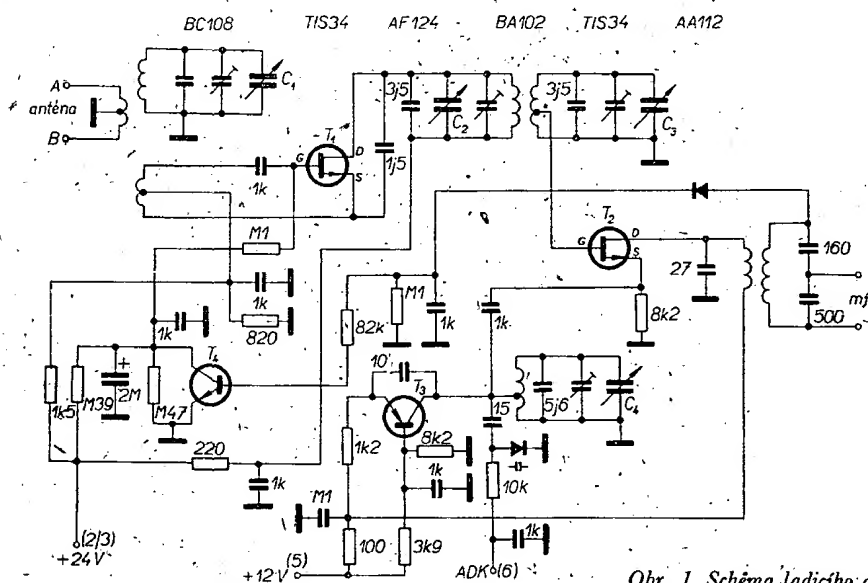 BC108 TIS34 AF124 BA102 TIS34 AA112
A
anténa
B
C1
3j5
C2
3j5
C3
T1
G
D
S
1j5
1k
M1
T2
G
D
S
160
27
mf
500
1k
820
1k
82k
M1
1k
1k
8k2
T4
10
T3
1k5
M39
2M
+
M47
15
5j6
C4
220
1k2
8k2
1k
10k
1k
M1
1k
(2/3)
+24V
(5)
+12V
100
3k9
ADK (6)
Obr. 1. Schéma ladicího